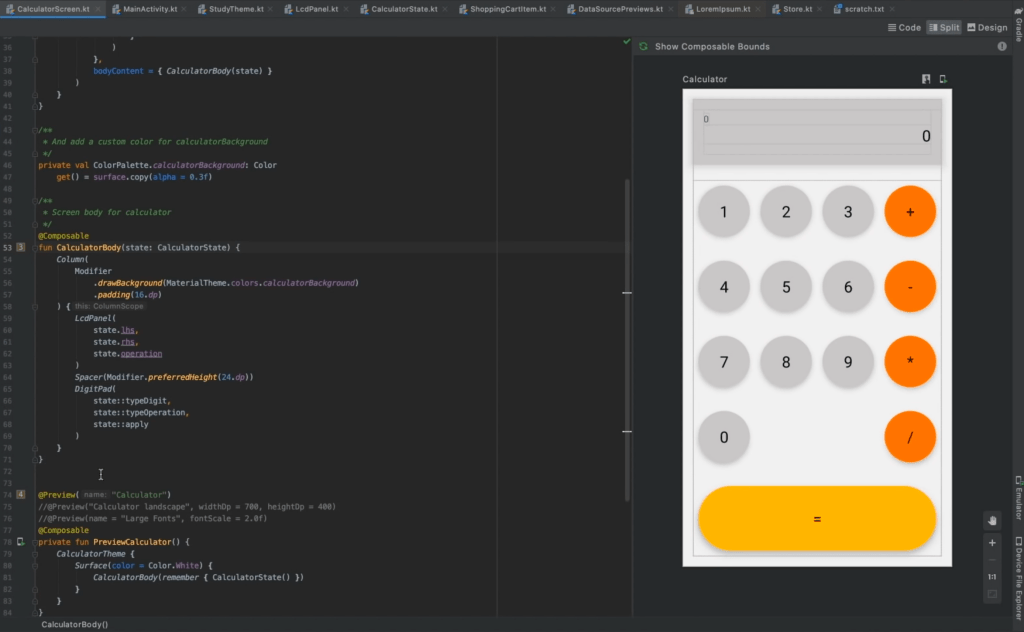 CalculatorScreen.kt MainActivity.kt StudyTheme.kt LcdPanel.kt CalculatorState.kt ShoppingCartItem.kt DataSourcePreviews.kt LoremIpsum.kt Store.kt scratch.txt
Code Split Design
Gradle
Show Composable Bounds
36 )
37 },
38 bodyContent = { CalculatorBody(state) }
39 )
40 }
41 }
42
43 /**
44 * And add a custom color for calculatorBackground
45 */
46 private val ColorPalette.calculatorBackground: Color
47 get() = surface.copy(alpha = 0.3f)
48
49 /**
50 * Screen body for calculator
51 */
52 @Composable
53 3 fun CalculatorBody(state: CalculatorState) {
54 Column(
55 Modifier
56 .drawBackground(MaterialTheme.colors.calculatorBackground)
57 .padding(16.dp)
58 ) { this: ColumnScope
59 LcdPanel(
60 state.lhs,
61 state.rhs,
62 state.operation
63 )
64 Spacer(Modifier.preferredHeight(24.dp))
65 DigitPad(
66 state::typeDigit,
67 state::typeOperation,
68 state::apply
69 )
70 }
71 }
72
73
74 4 @Preview( name: "Calculator")
75 //@Preview("Calculator landscape", widthDp = 700, heightDp = 400)
76 //@Preview(name = "Large Fonts", fontScale = 2.0f)
77 @Composable
78 private fun PreviewCalculator() {
79 CalculatorTheme {
80 Surface(color = Color.White) {
81 CalculatorBody(remember { CalculatorState() })
82 }
83 }
84 }
CalculatorBody()
Calculator
0
0
1 2 3 +
4 5 6 -
7 8 9 *
0 /
=
+
1:1
Emulator
Device File Explorer